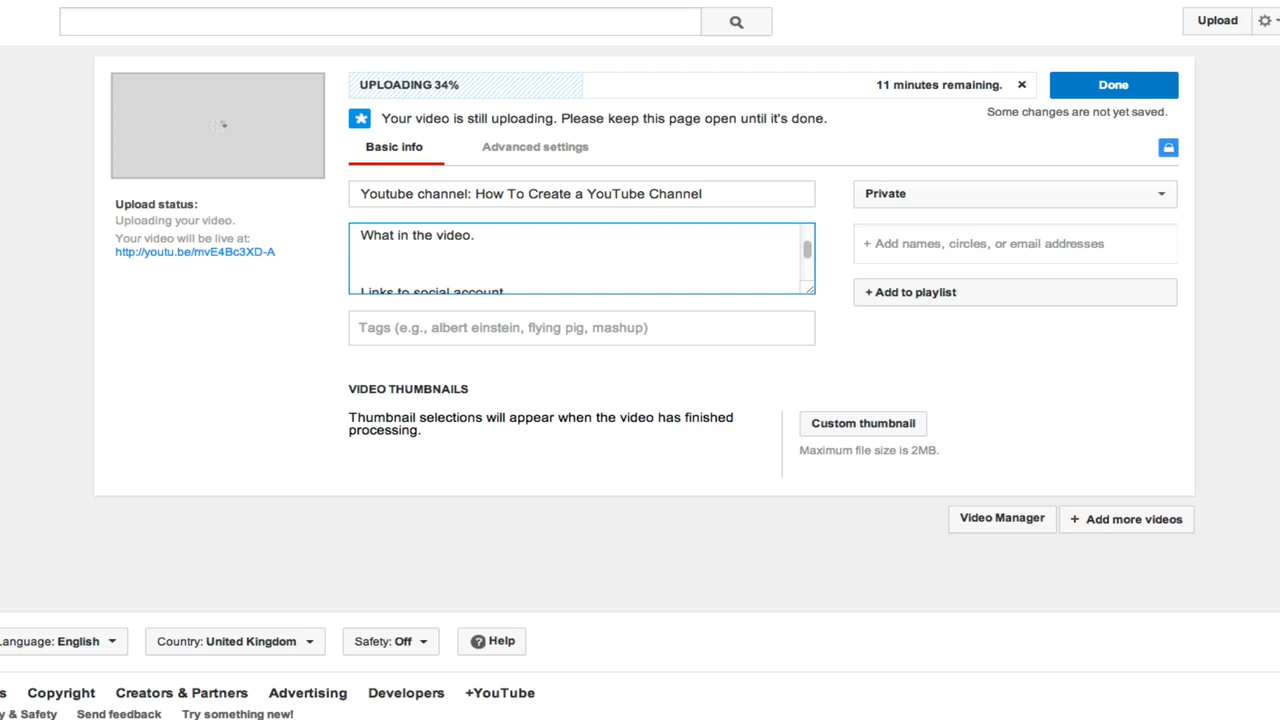 Upload
UPLOADING 34%
11 minutes remaining.
Done
Your video is still uploading. Please keep this page open until it's done.
Some changes are not yet saved.
Basic info
Advanced settings
Upload status:
Uploading your video.
Your video will be live at:
http://youtu.be/mvE4Bc3XD-A
Youtube channel: How To Create a YouTube Channel
Private
What in the video.
Links to social account
+ Add names, circles, or email addresses
+ Add to playlist
Tags (e.g., albert einstein, flying pig, mashup)
VIDEO THUMBNAILS
Thumbnail selections will appear when the video has finished
processing.
Custom thumbnail
Maximum file size is 2MB.
Video Manager
+ Add more videos
Language: English
Country: United Kingdom
Safety: Off
? Help
s Copyright Creators & Partners Advertising Developers +YouTube
y & Safety Send feedback Try something new!